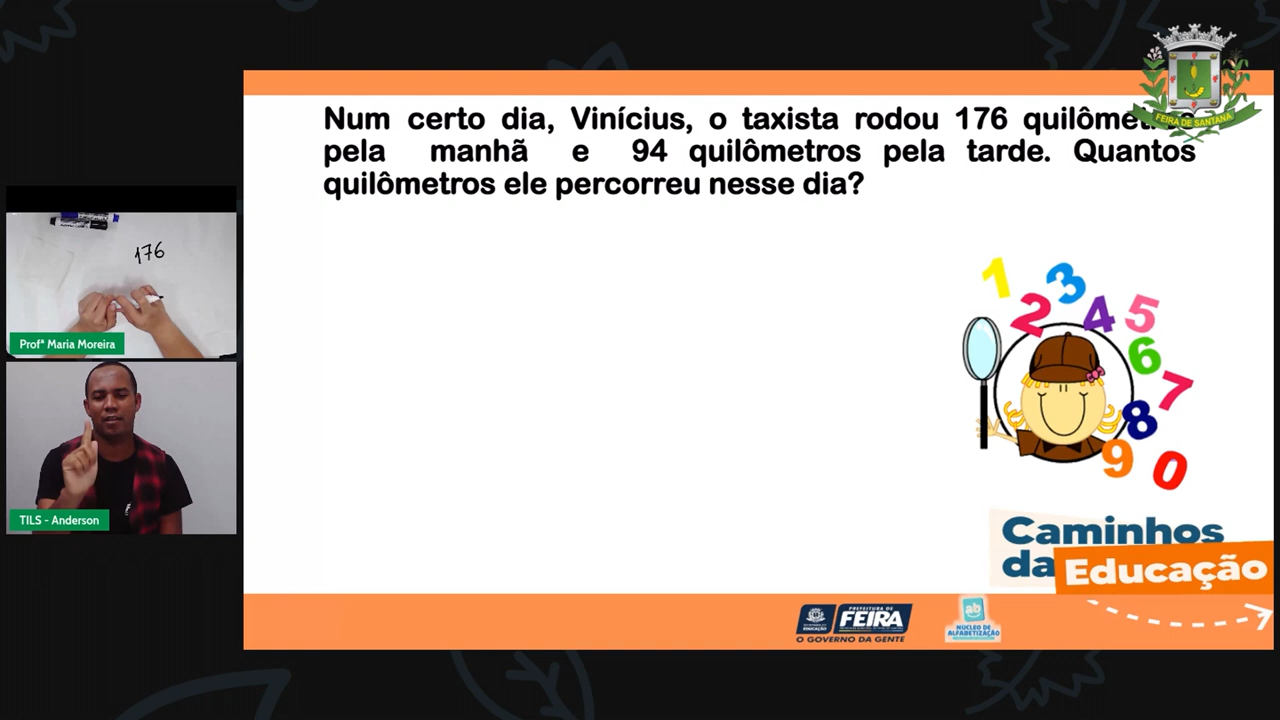 FEIRA DE SANTANA
Num certo dia, Vinícius, o taxista rodou 176 quilômetros
pela manhã e 94 quilômetros pela tarde. Quantos
quilômetros ele percorreu nesse dia?
176
Profª Maria Moreira
TILS - Anderson
1 2 3 4 5 6 7 8 9 0
Caminhos
da Educação
PREFEITURA DE
FEIRA
EDUCAÇÃO
O GOVERNO DA GENTE
ab
NÚCLEO DE
ALFABETIZAÇÃO